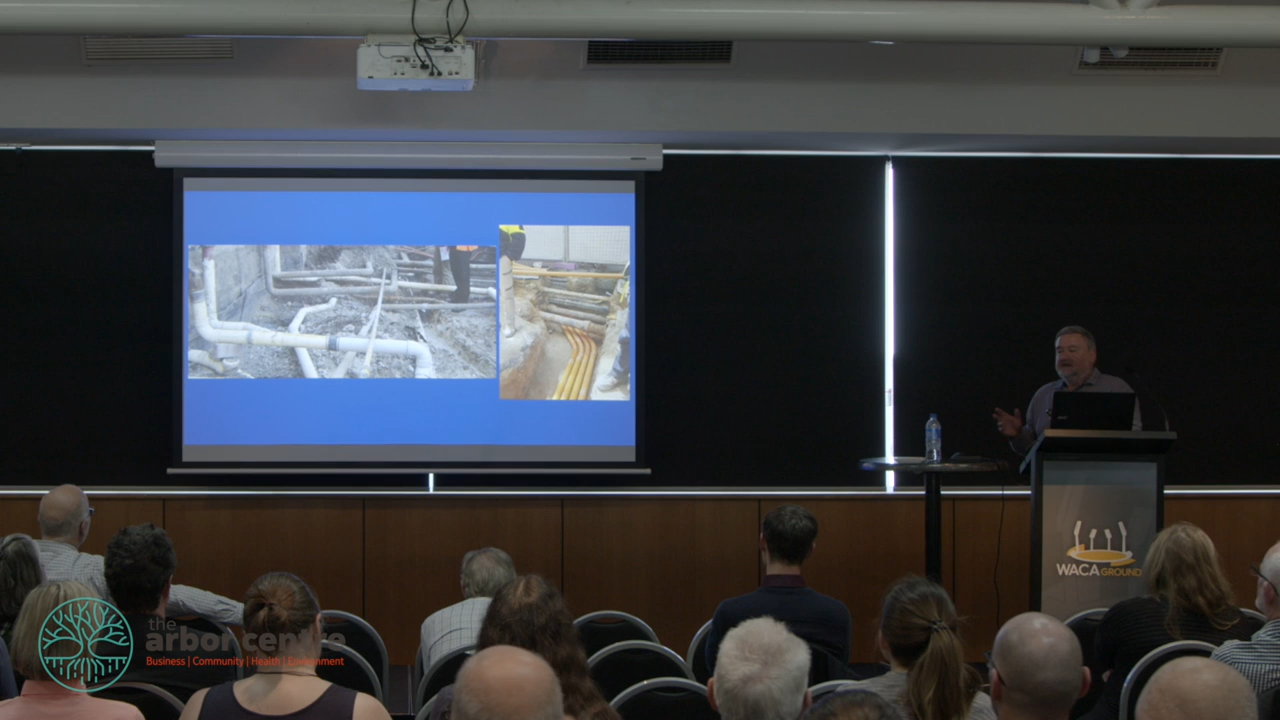 WACA GROUND
the
arbor centre
Business | Community | Health | Environment